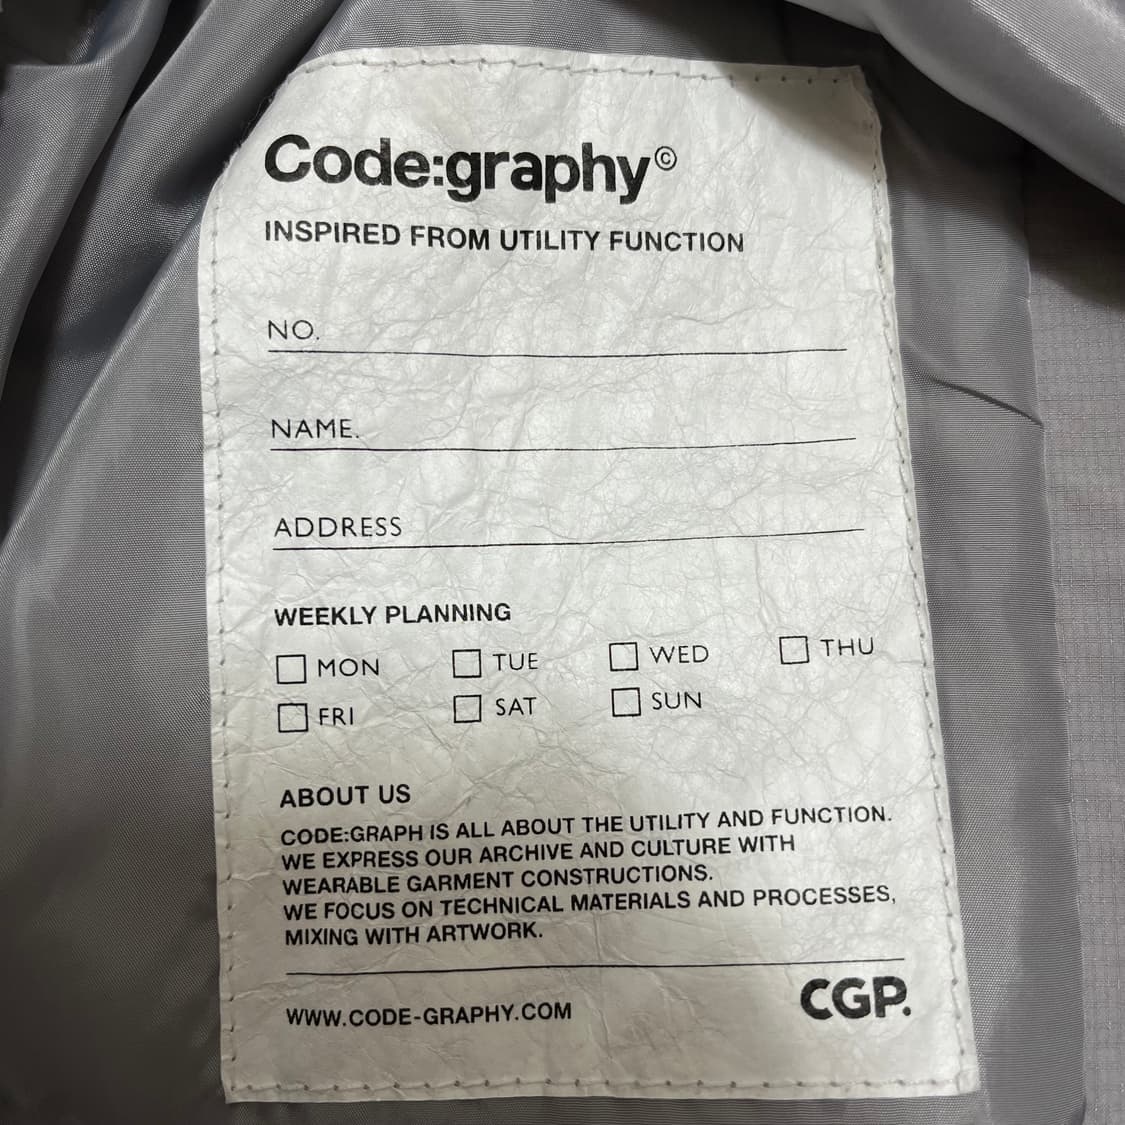 Code:graphy©
INSPIRED FROM UTILITY FUNCTION
NO.
NAME.
ADDRESS
WEEKLY PLANNING
MON TUE WED THU
FRI SAT SUN
ABOUT US
CODE:GRAPH IS ALL ABOUT THE UTILITY AND FUNCTION.
WE EXPRESS OUR ARCHIVE AND CULTURE WITH
WEARABLE GARMENT CONSTRUCTIONS.
WE FOCUS ON TECHNICAL MATERIALS AND PROCESSES,
MIXING WITH ARTWORK.
WWW.CODE-GRAPHY.COM
CGP.